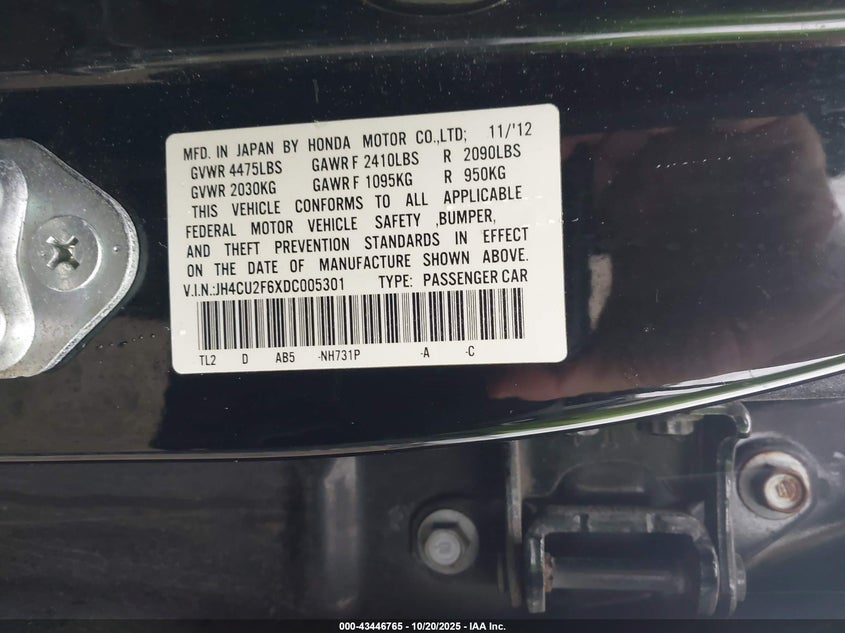 MFD. IN JAPAN BY HONDA MOTOR CO.,LTD; 11/'12
GVWR 4475LBS GAWR F 2410LBS R 2090LBS
GVWR 2030KG GAWR F 1095KG R 950KG
THIS VEHICLE CONFORMS TO ALL APPLICABLE
FEDERAL MOTOR VEHICLE SAFETY ,BUMPER,
AND THEFT PREVENTION STANDARDS IN EFFECT
ON THE DATE OF MANUFACTURE SHOWN ABOVE.
V.I.N.:JH4CU2F6XDC005301 TYPE: PASSENGER CAR
TL2 D AB5 -NH731P -A -C
000-43446765 - 10/20/2025 - IAA Inc.